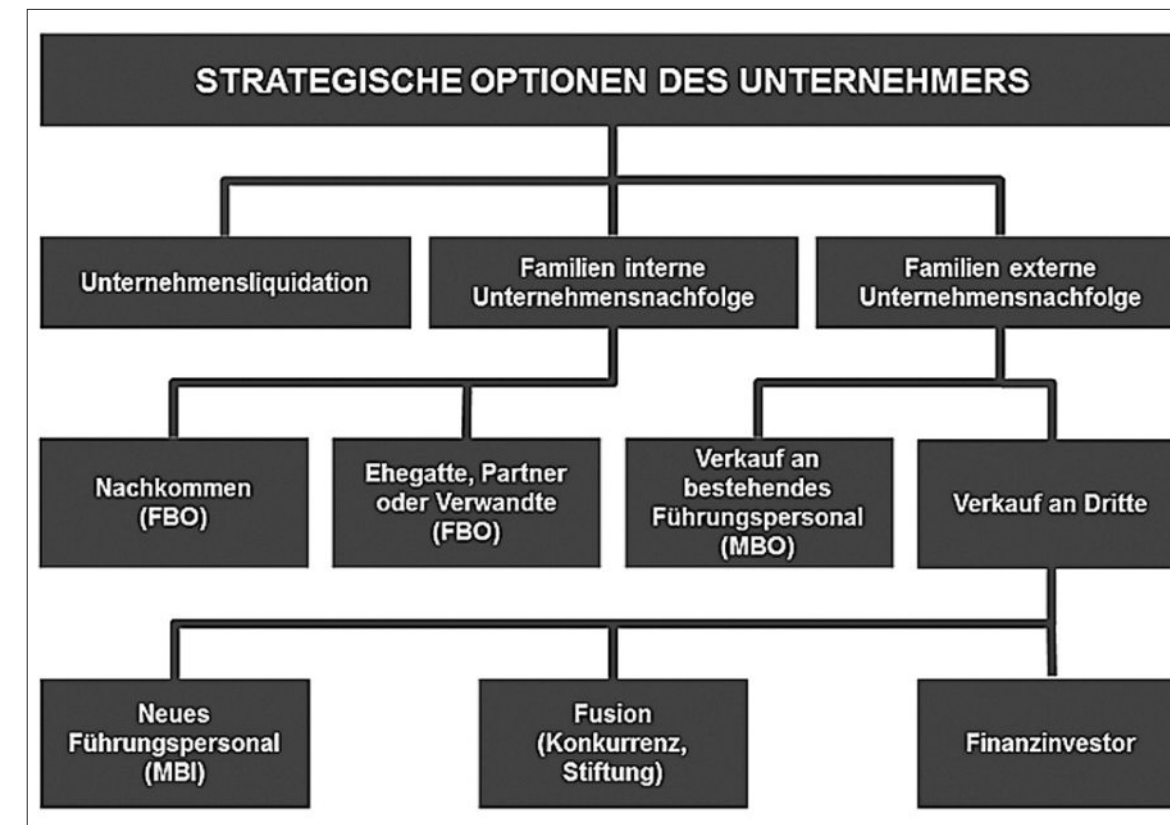 STRATEGISCHE OPTIONEN DES UNTERNEHMERS
Unternehmensliquidation
Familien interne
Unternehmensnachfolge
Familien externe
Unternehmensnachfolge
Nachkommen
(FBO)
Ehegatte, Partner
oder Verwandte
(FBO)
Verkauf an
bestehendes
Führungspersonal
(MBO)
Verkauf an Dritte
Neues
Führungspersonal
(MBI)
Fusion
(Konkurrenz,
Stiftung)
Finanzinvestor